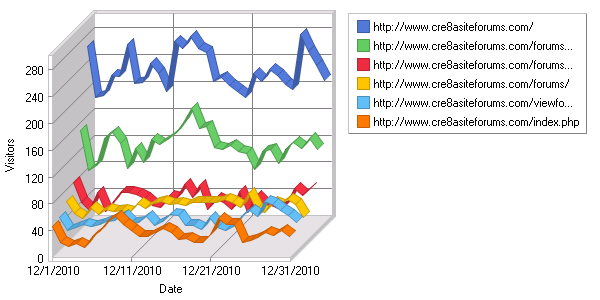 280
240
200
160
120
80
40
0
Visitors
12/1/2010
12/11/2010
12/21/2010
12/31/2010
Date
http://www.cre8asiteforums.com/
http://www.cre8asiteforums.com/forums...
http://www.cre8asiteforums.com/forums...
http://www.cre8asiteforums.com/forums/
http://www.cre8asiteforums.com/viewfo...
http://www.cre8asiteforums.com/index.php